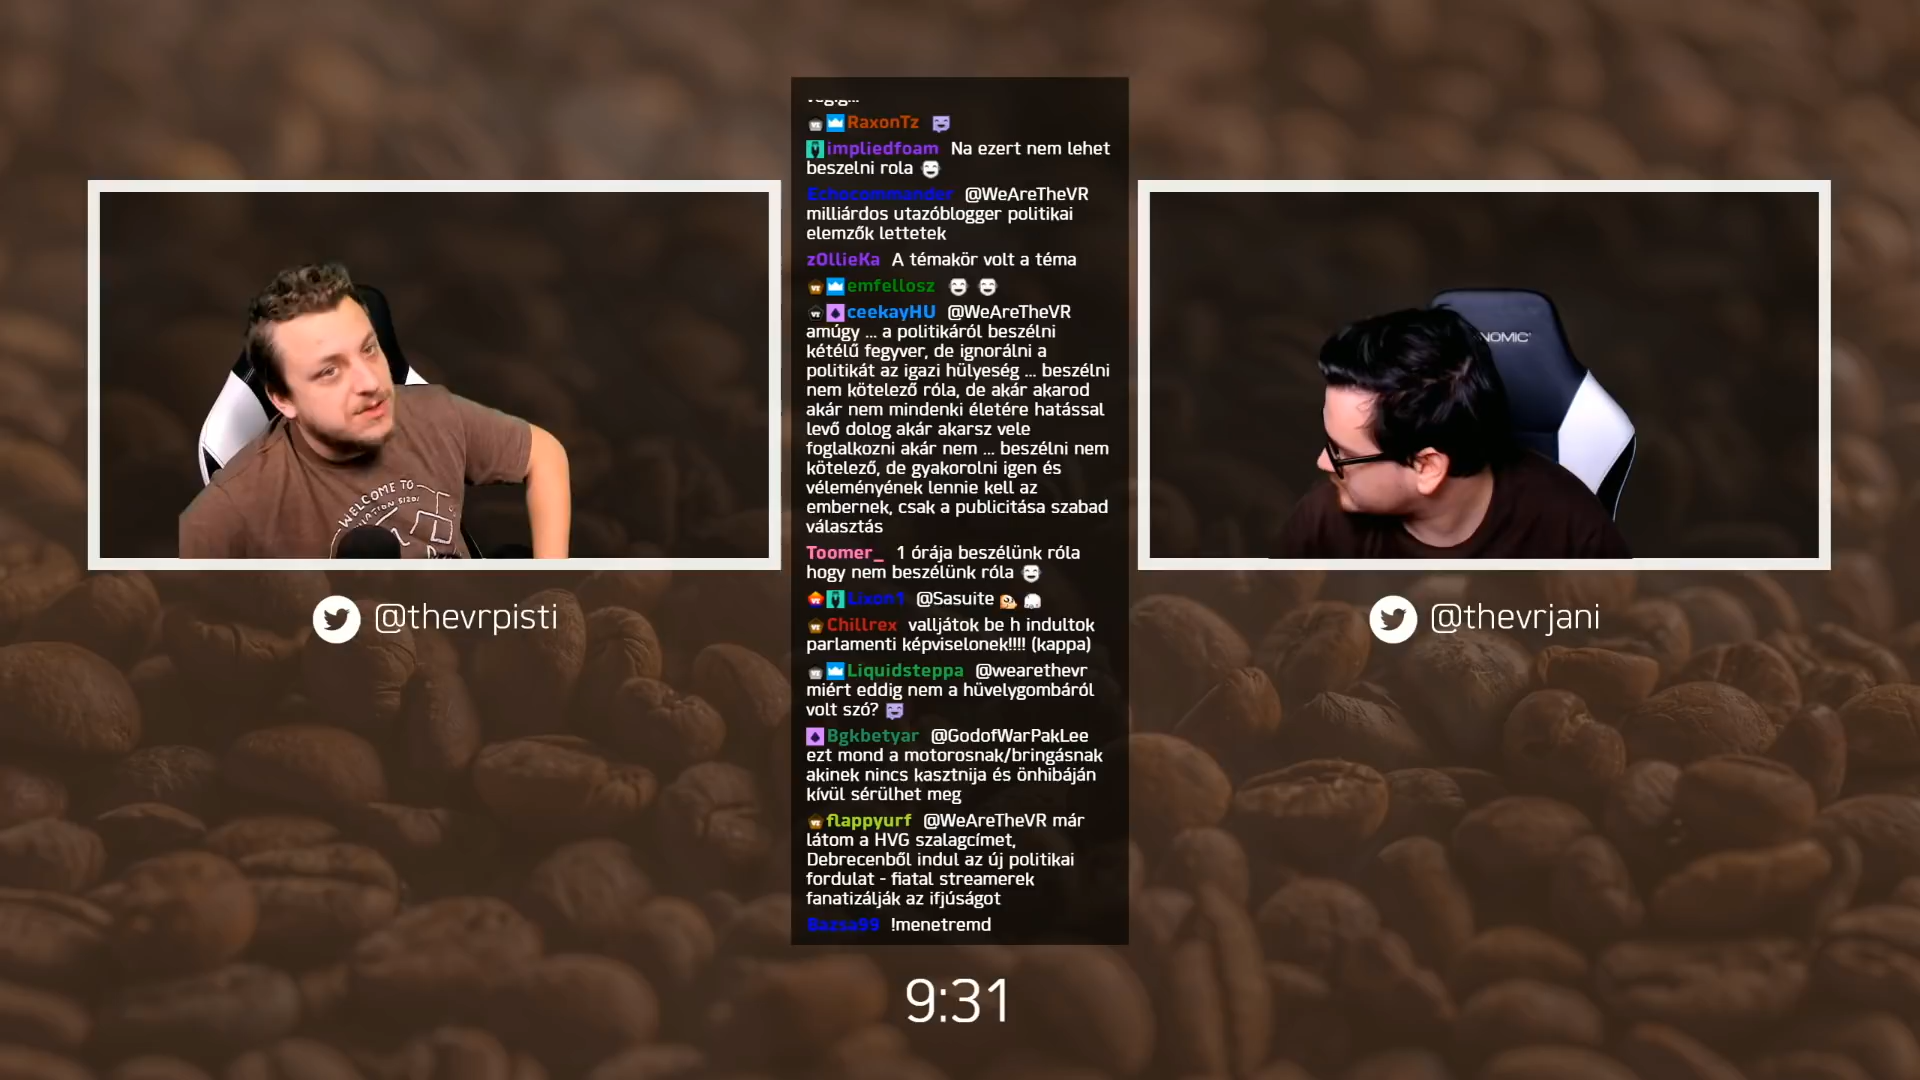 RaxonTz
impliedfoam Na ezert nem lehet
beszelni rola
Echocommander @WeAreTheVR
milliárdos utazóblogger politikai
elemzők lettetek
zOllieKa A témakör volt a téma
emfellosz
ceekayHU @WeAreTheVR
amúgy ... a politikáról beszélni
kétélű fegyver, de ignorálni a
politikát az igazi hülyeség ... beszélni
nem kötelező róla, de akár akarod
akár nem mindenki életére hatással
levő dolog akár akarsz vele
foglalkozni akár nem ... beszélni nem
kötelező, de gyakorolni igen és
véleményének lennie kell az
embernek, csak a publicitása szabad
választás
Toomer_ 1 órája beszélünk róla
hogy nem beszélünk róla
Lixon1 @Sasuite
Chillrex valljátok be h indultok
parlamenti képviselonek!!!! (kappa)
Liquidsteppa @wearethevr
miért eddig nem a hüvelygombáról
volt szó?
Bgkbetyar @GodofWarPakLee
ezt mond a motorosnak/bringásnak
akinek nincs kasztnija és önhibáján
kívül sérülhet meg
flappyurf @WeAreTheVR már
látom a HVG szalagcímet,
Debrecenből indul az új politikai
fordulat - fiatal streamerek
fanatizálják az ifjúságot
Bazsa99 !menetremd
WELCOME TO
NOMIC
@thevrpisti
@thevrjani
9:31